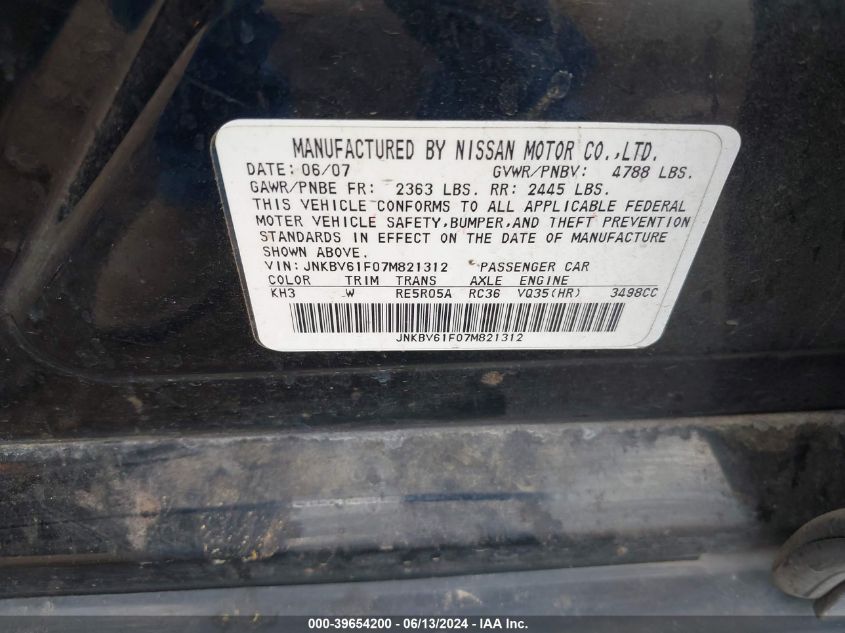 MANUFACTURED BY NISSAN MOTOR CO.,LTD.
DATE: 06/07 GVWR/PNBV: 4788 LBS.
GAWR/PNBE FR: 2363 LBS. RR: 2445 LBS.
THIS VEHICLE CONFORMS TO ALL APPLICABLE FEDERAL
MOTOR VEHICLE SAFETY,BUMPER,AND THEFT PREVENTION
STANDARDS IN EFFECT ON THE DATE OF MANUFACTURE
SHOWN ABOVE.
VIN: JNKBV61F07M821312 PASSENGER CAR
COLOR TRIM TRANS AXLE ENGINE
KH3 W RE5R05A RC36 VQ35(HR) 3498CC
JNKBV61F07M821312
000-39654200 - 06/13/2024 - IAA Inc.